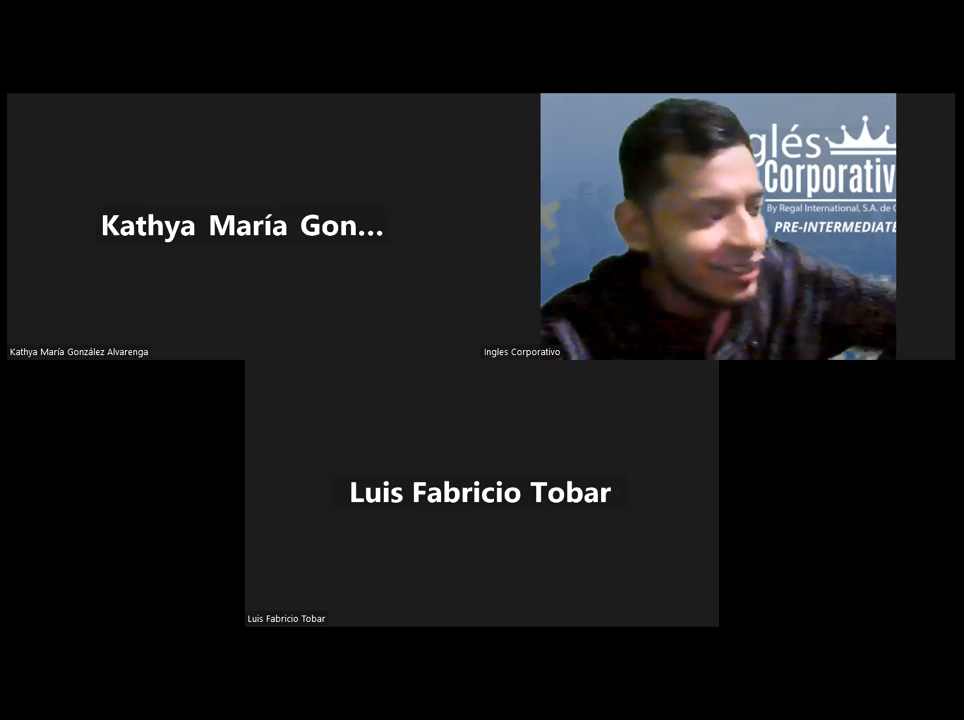 Kathya María Gon...
glés
Corporativ
By Regal International, S.A. de C
PRE-INTERMEDIATE
Kathya María González Alvarenga
Ingles Corporativo
Luis Fabricio Tobar
Luis Fabricio Tobar